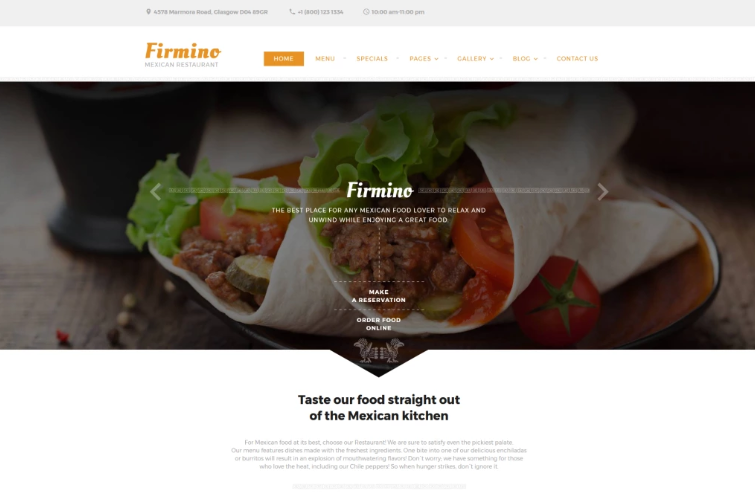 4578 Marmora Road, Glasgow D04 89GR
+1 (800) 123 1234
10:00 am-11:00 pm
Firmino
MEXICAN RESTAURANT
HOME
MENU
SPECIALS
PAGES
GALLERY
BLOG
CONTACT US
Firmino
THE BEST PLACE FOR ANY MEXICAN FOOD LOVER TO RELAX AND
UNWIND WHILE ENJOYING A GREAT FOOD
MAKE
A RESERVATION
ORDER FOOD
ONLINE
Taste our food straight out
of the Mexican kitchen
For Mexican food at its best, choose our Restaurant! We are sure to satisfy even the pickiest palate.
Our menu features dishes made with the freshest ingredients. One bite into one of our delicious enchiladas
or burritos will result in an explosion of mouthwatering flavors! Don't worry: we have something for those
who love the heat, including our Chile peppers! So when hunger strikes, don't ignore it.